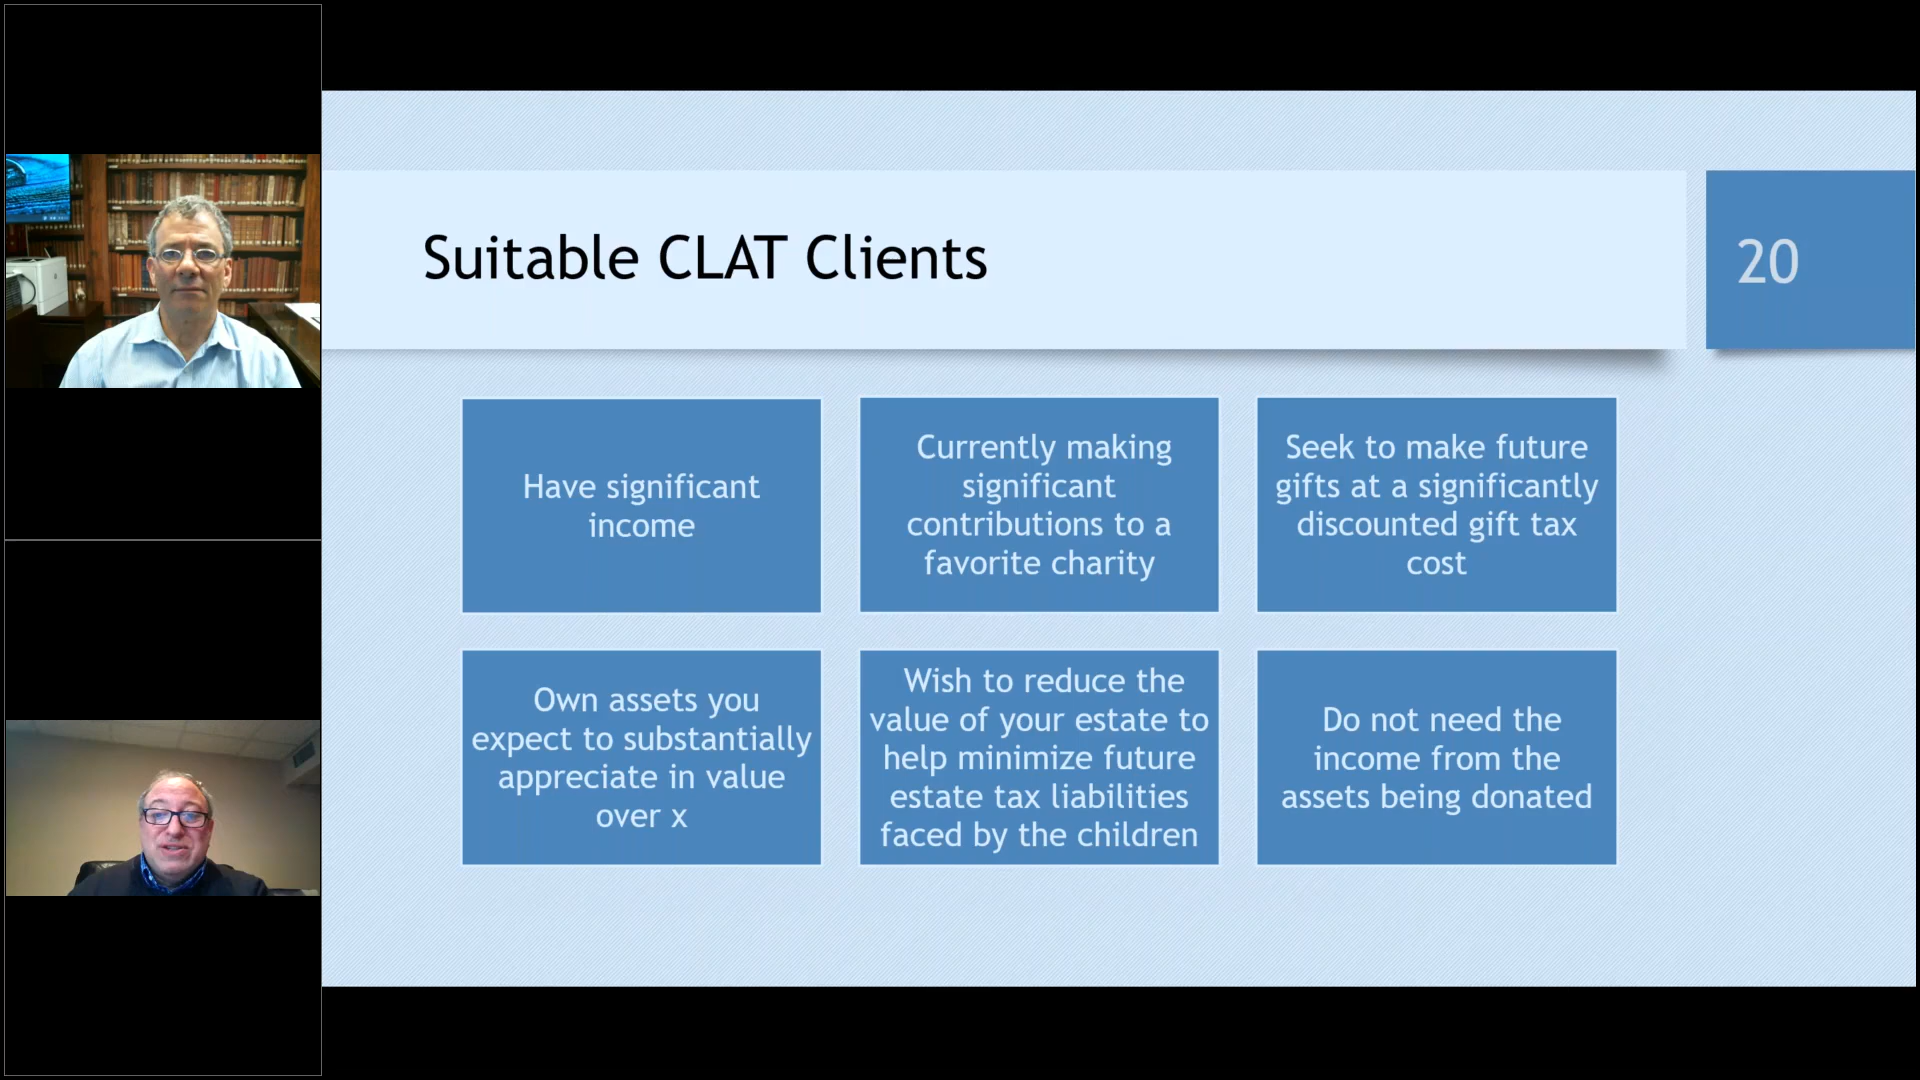 Suitable CLAT Clients
20
Have significant
income
Currently making
significant
contributions to a
favorite charity
Seek to make future
gifts at a significantly
discounted gift tax
cost
Own assets you
expect to substantially
appreciate in value
over x
Wish to reduce the
value of your estate to
help minimize future
estate tax liabilities
faced by the children
Do not need the
income from the
assets being donated